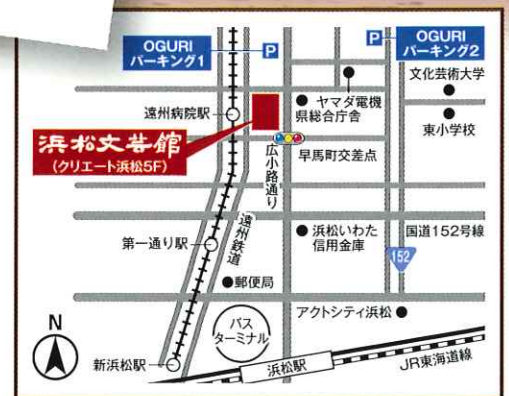 OGURI
パーキング1
P
P
OGURI
パーキング2
文化芸術大学
ヤマダ電機
県総合庁舎
遠州病院駅
東小学校
浜松文芸館
(クリエート浜松5F)
早馬町交差点
広小路通り
遠州鉄道
浜松いわた
信用金庫
国道152号線
152
第一通り駅
郵便局
アクトシティ浜松
バス
ターミナル
N
新浜松駅
浜松駅
JR東海道線